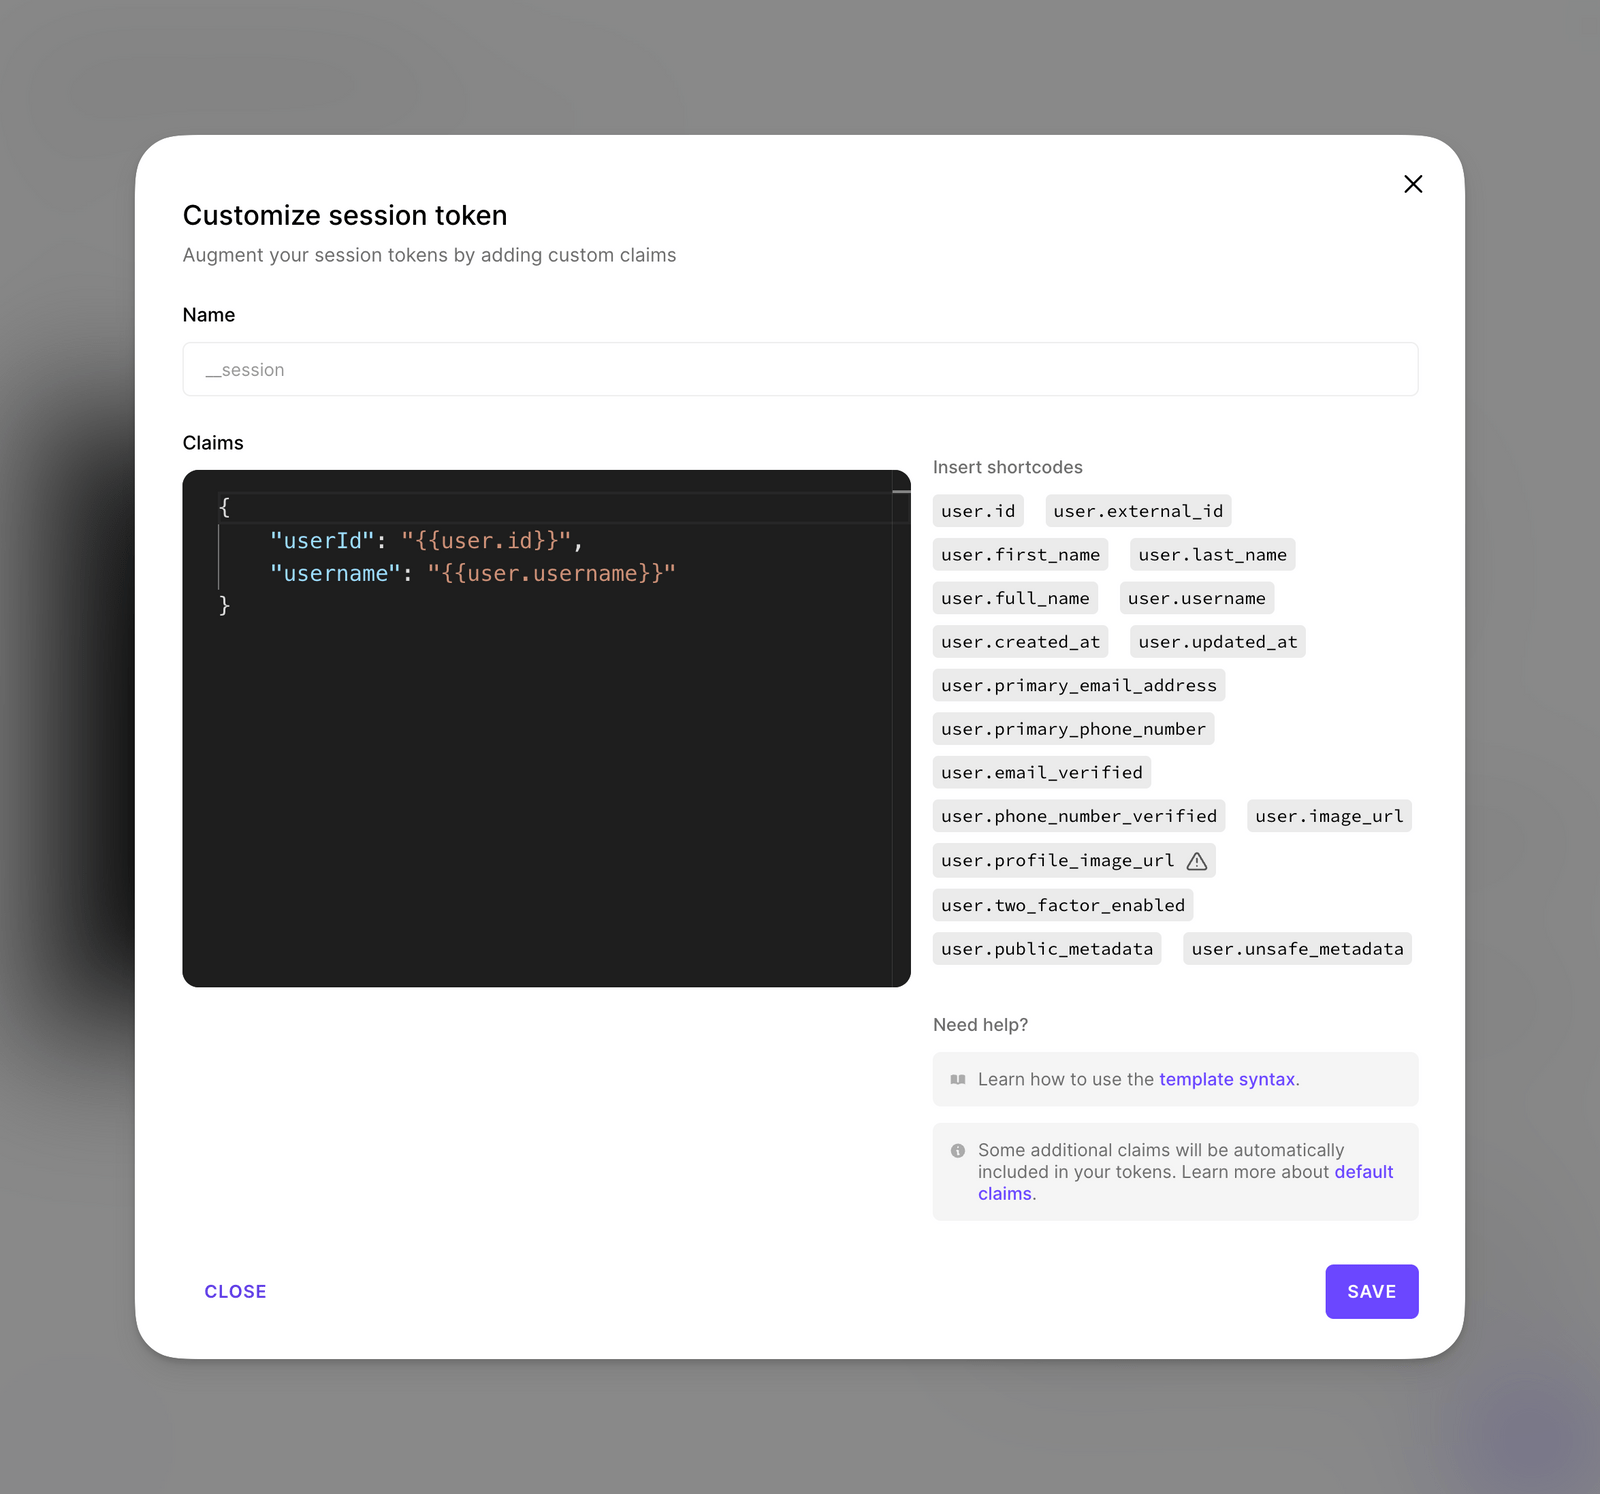 Customize session token
Augment your session tokens by adding custom claims
Name
__session
Claims
{
"userId": "{{user.id}}",
"username": "{{user.username}}"
}
Insert shortcodes
user.id user.external_id
user.first_name user.last_name
user.full_name user.username
user.created_at user.updated_at
user.primary_email_address
user.primary_phone_number
user.email_verified
user.phone_number_verified user.image_url
user.profile_image_url
user.two_factor_enabled
user.public_metadata user.unsafe_metadata
Need help?
Learn how to use the template syntax.
Some additional claims will be automatically
included in your tokens. Learn more about default
claims.
CLOSE
SAVE